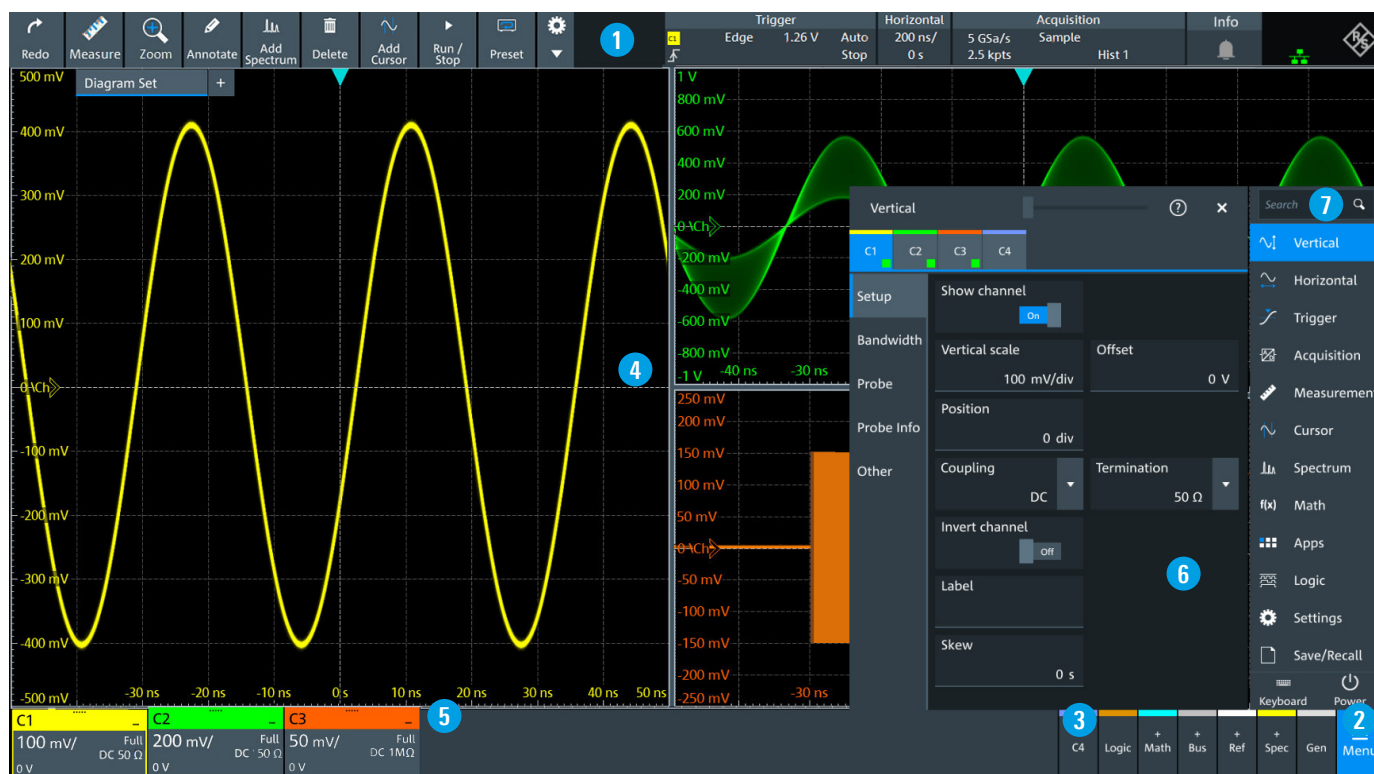 Redo
Measure
Zoom
Annotate
Add Spectrum
Delete
Add Cursor
Run / Stop
Preset
1
Trigger
C1
Edge 1.26 V Auto
Stop
Horizontal
200 ns/
0 s
Acquisition
5 GSa/s Sample
2.5 kpts Hist 1
Info
R&S
Diagram Set +
500 mV
400 mV
300 mV
200 mV
100 mV
0 \Ch
-100 mV
-200 mV
-300 mV
-400 mV
-500 mV
-30 ns
-20 ns
-10 ns
0 s
10 ns
20 ns
30 ns
40 ns
50 ns
4
1 V
800 mV
600 mV
400 mV
200 mV
0 \Ch
-200 mV
-400 mV
-600 mV
-800 mV
-1 V
-40 ns
-30 ns
250 mV
200 mV
150 mV
100 mV
50 mV
0 \Ch
-50 mV
-100 mV
-150 mV
-200 mV
-250 mV
-30 ns
Vertical
?
×
C1
C2
C3
C4
Setup
Bandwidth
Probe
Probe Info
Other
Show channel
On
Vertical scale
100 mV/div
Offset
0 V
Position
0 div
Coupling
DC
Termination
50 Ω
Invert channel
Off
Label
Skew
0 s
6
Search
7
Vertical
Horizontal
Trigger
Acquisition
Measuremen
Cursor
Spectrum
f(x) Math
Apps
Logic
Settings
Save/Recall
Keyboard
Power
C1
100 mV/ Full
DC 50 Ω
0 V
C2
200 mV/ Full
DC 50 Ω
0 V
C3
50 mV/ Full
DC 1MΩ
0 V
5
3
C4
Logic
+ Math
+ Bus
+ Ref
+ Spec
Gen
2
Menu